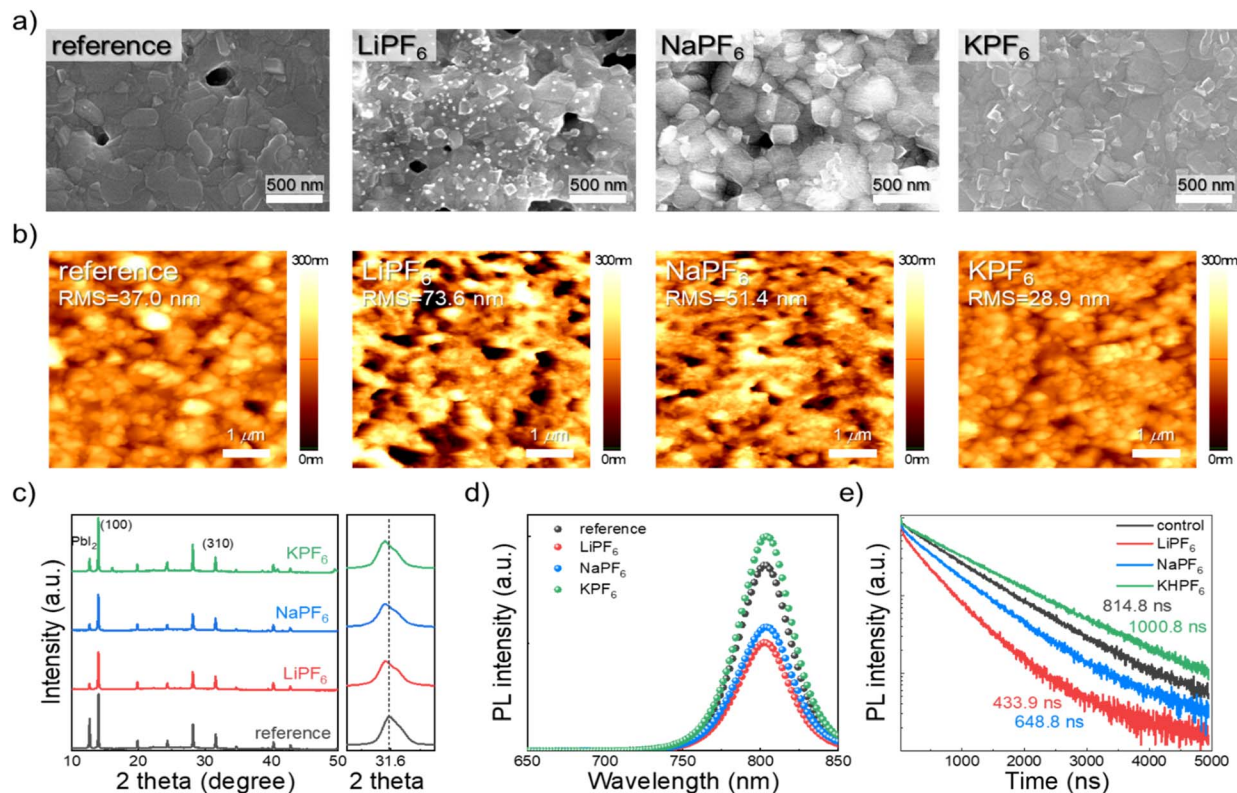 a)
reference
500 nm
LiPF6
500 nm
NaPF6
500 nm
KPF6
500 nm
b)
reference
RMS=37.0 nm
1 μm
300nm
0nm
LiPF6
RMS=73.6 nm
1 μm
300nm
0nm
NaPF6
RMS=51.4 nm
1 μm
300nm
0nm
KPF6
RMS=28.9 nm
1 μm
300nm
0nm
c)
Intensity (a.u.)
PbI2
(100)
(310)
KPF6
NaPF6
LiPF6
reference
10 20 30 40 50
2 theta (degree)
31.6
2 theta
d)
PL intensity (a.u.)
reference
LiPF6
NaPF6
KPF6
650 700 750 800 850
Wavelength (nm)
e)
PL intensity (a.u.)
control
LiPF6
NaPF6
KHPF6
814.8 ns
1000.8 ns
433.9 ns
648.8 ns
1000 2000 3000 4000 5000
Time (ns)